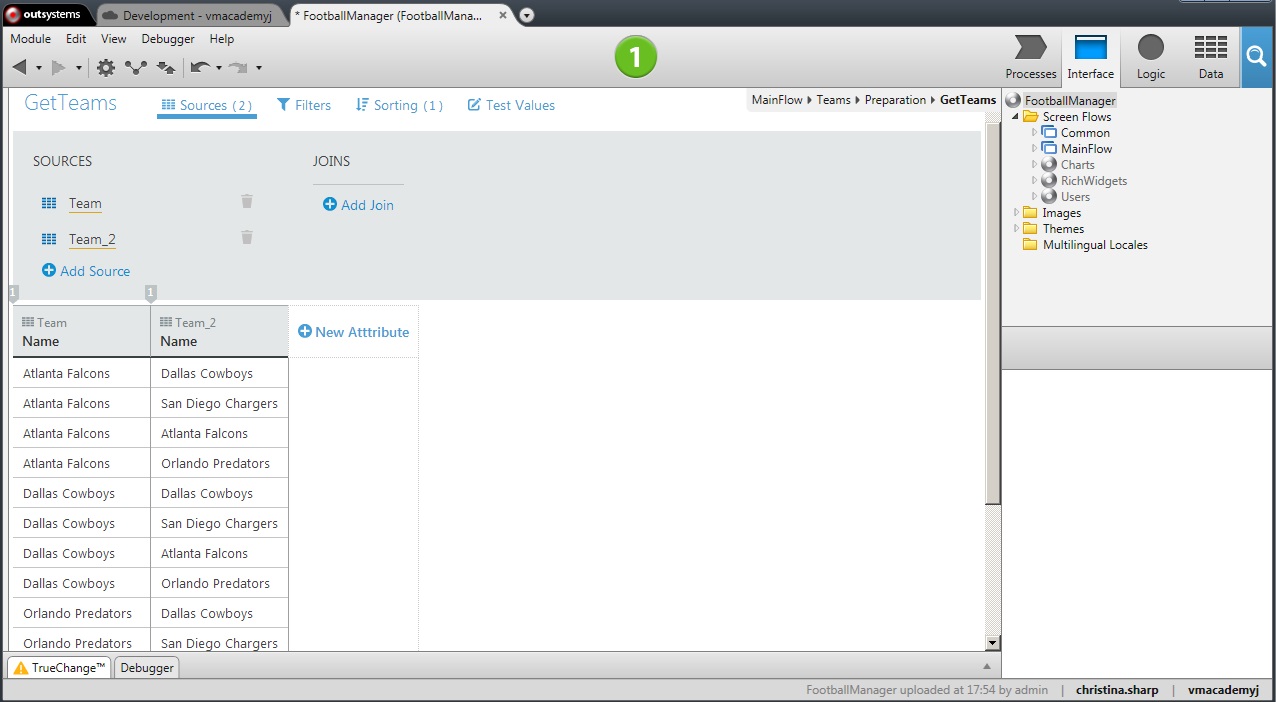 outsystems
Development - vmacademyj
* FootballManager (FootballMana...
Module Edit View Debugger Help
1
Processes Interface Logic Data
GetTeams
Sources (2) Filters Sorting (1) Test Values
MainFlow Teams Preparation GetTeams
SOURCES
JOINS
Team
Add Join
Team_2
Add Source
1 1
Team Team_2
Name Name
New Atttribute
Atlanta Falcons Dallas Cowboys
Atlanta Falcons San Diego Chargers
Atlanta Falcons Atlanta Falcons
Atlanta Falcons Orlando Predators
Dallas Cowboys Dallas Cowboys
Dallas Cowboys San Diego Chargers
Dallas Cowboys Atlanta Falcons
Dallas Cowboys Orlando Predators
Orlando Predators Dallas Cowboys
Orlando Predators San Diego Chargers
FootballManager
Screen Flows
Common
MainFlow
Charts
RichWidgets
Users
Images
Themes
Multilingual Locales
TrueChange™ Debugger
FootballManager uploaded at 17:54 by admin | christina.sharp | vmacademyj